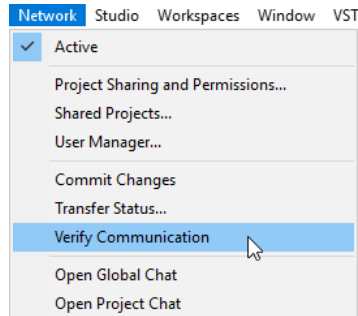 Network Studio Workspaces Window VST
Active
Project Sharing and Permissions...
Shared Projects...
User Manager...
Commit Changes
Transfer Status...
Verify Communication
Open Global Chat
Open Project Chat